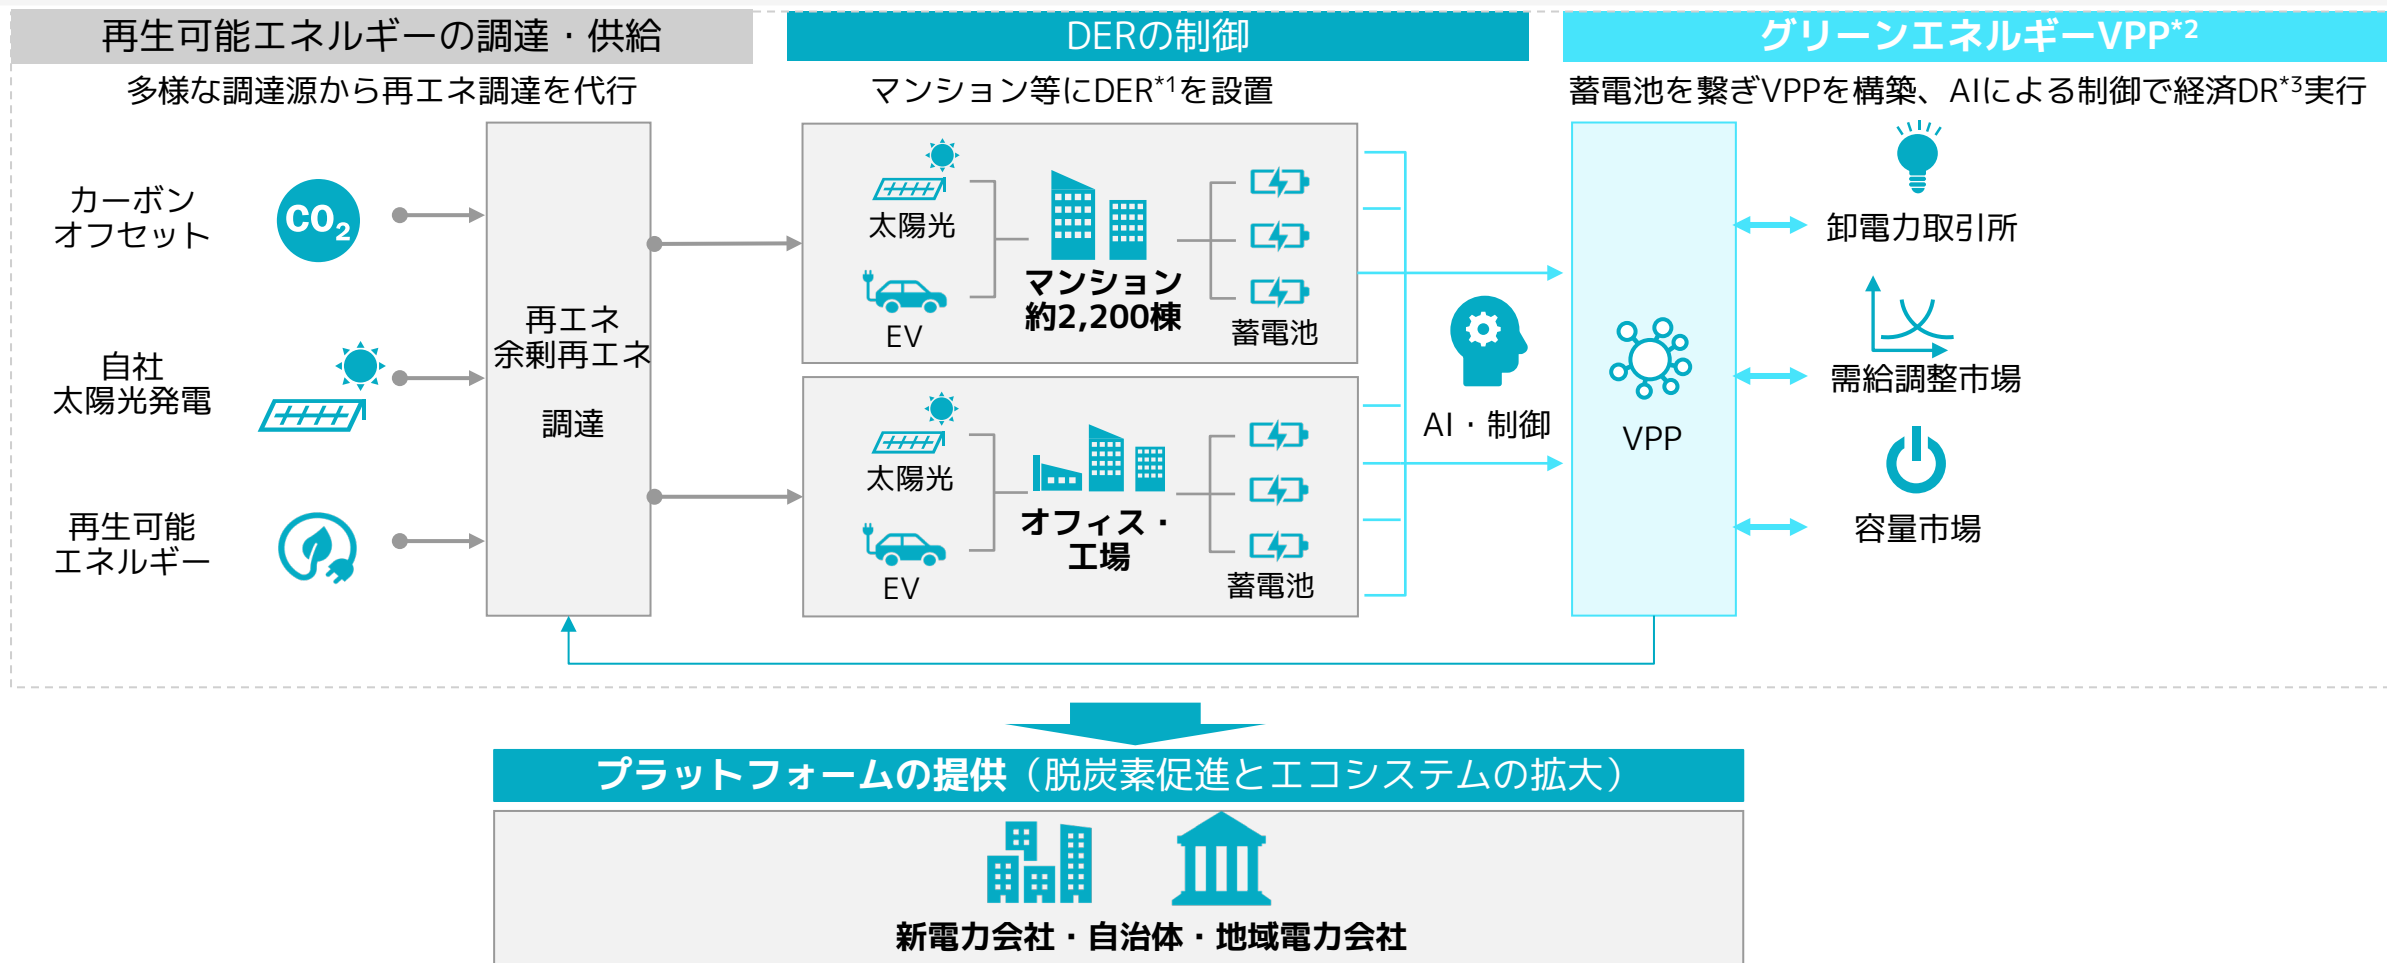 再生可能エネルギーの調達・供給
多様な調達源から再エネ調達を代行
カーボン
オフセット
CO2
自社
太陽光発電
再生可能
エネルギー
再エネ
余剰再エネ
調達
DERの制御
マンション等にDER*1を設置
太陽光
EV
マンション
約2,200棟
蓄電池
太陽光
EV
オフィス・
工場
蓄電池
AI・制御
グリーンエネルギーVPP*2
蓄電池を繋ぎVPPを構築、AIによる制御で経済DR*3実行
VPP
卸電力取引所
需給調整市場
容量市場
プラットフォームの提供（脱炭素促進とエコシステムの拡大）
新電力会社・自治体・地域電力会社